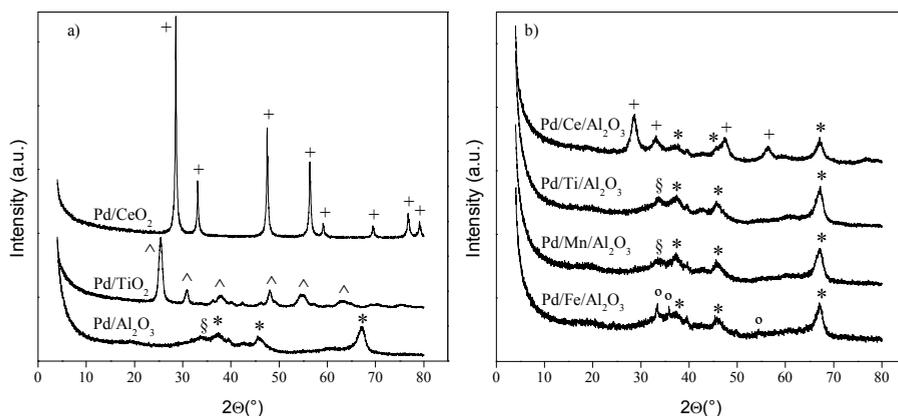 a)
+
+
+
+
+
+
+
+
Pd/CeO₂
^
^
^
^
^
^
Pd/TiO₂
Pd/Al₂O₃
§
*
*
*
Intensity (a.u.)
0 10 20 30 40 50 60 70 80
2Θ(°)
b)
Pd/Ce/Al₂O₃
+
+
*
*
+
+
*
Pd/Ti/Al₂O₃
§
*
*
*
Pd/Mn/Al₂O₃
§
*
*
*
Pd/Fe/Al₂O₃
o
o
*
*
o
*
Intensity (a.u.)
0 10 20 30 40 50 60 70 80
2Θ(°)